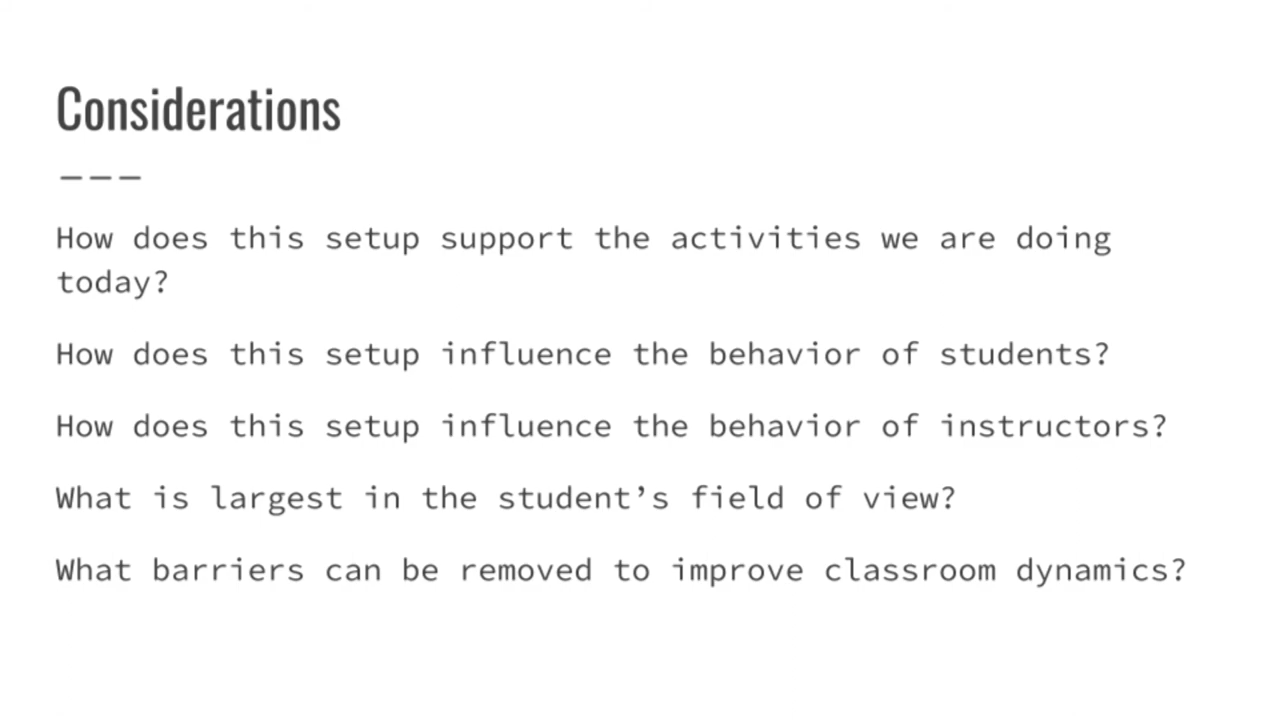 Considerations
---
How does this setup support the activities we are doing
today?
How does this setup influence the behavior of students?
How does this setup influence the behavior of instructors?
What is largest in the student’s field of view?
What barriers can be removed to improve classroom dynamics?